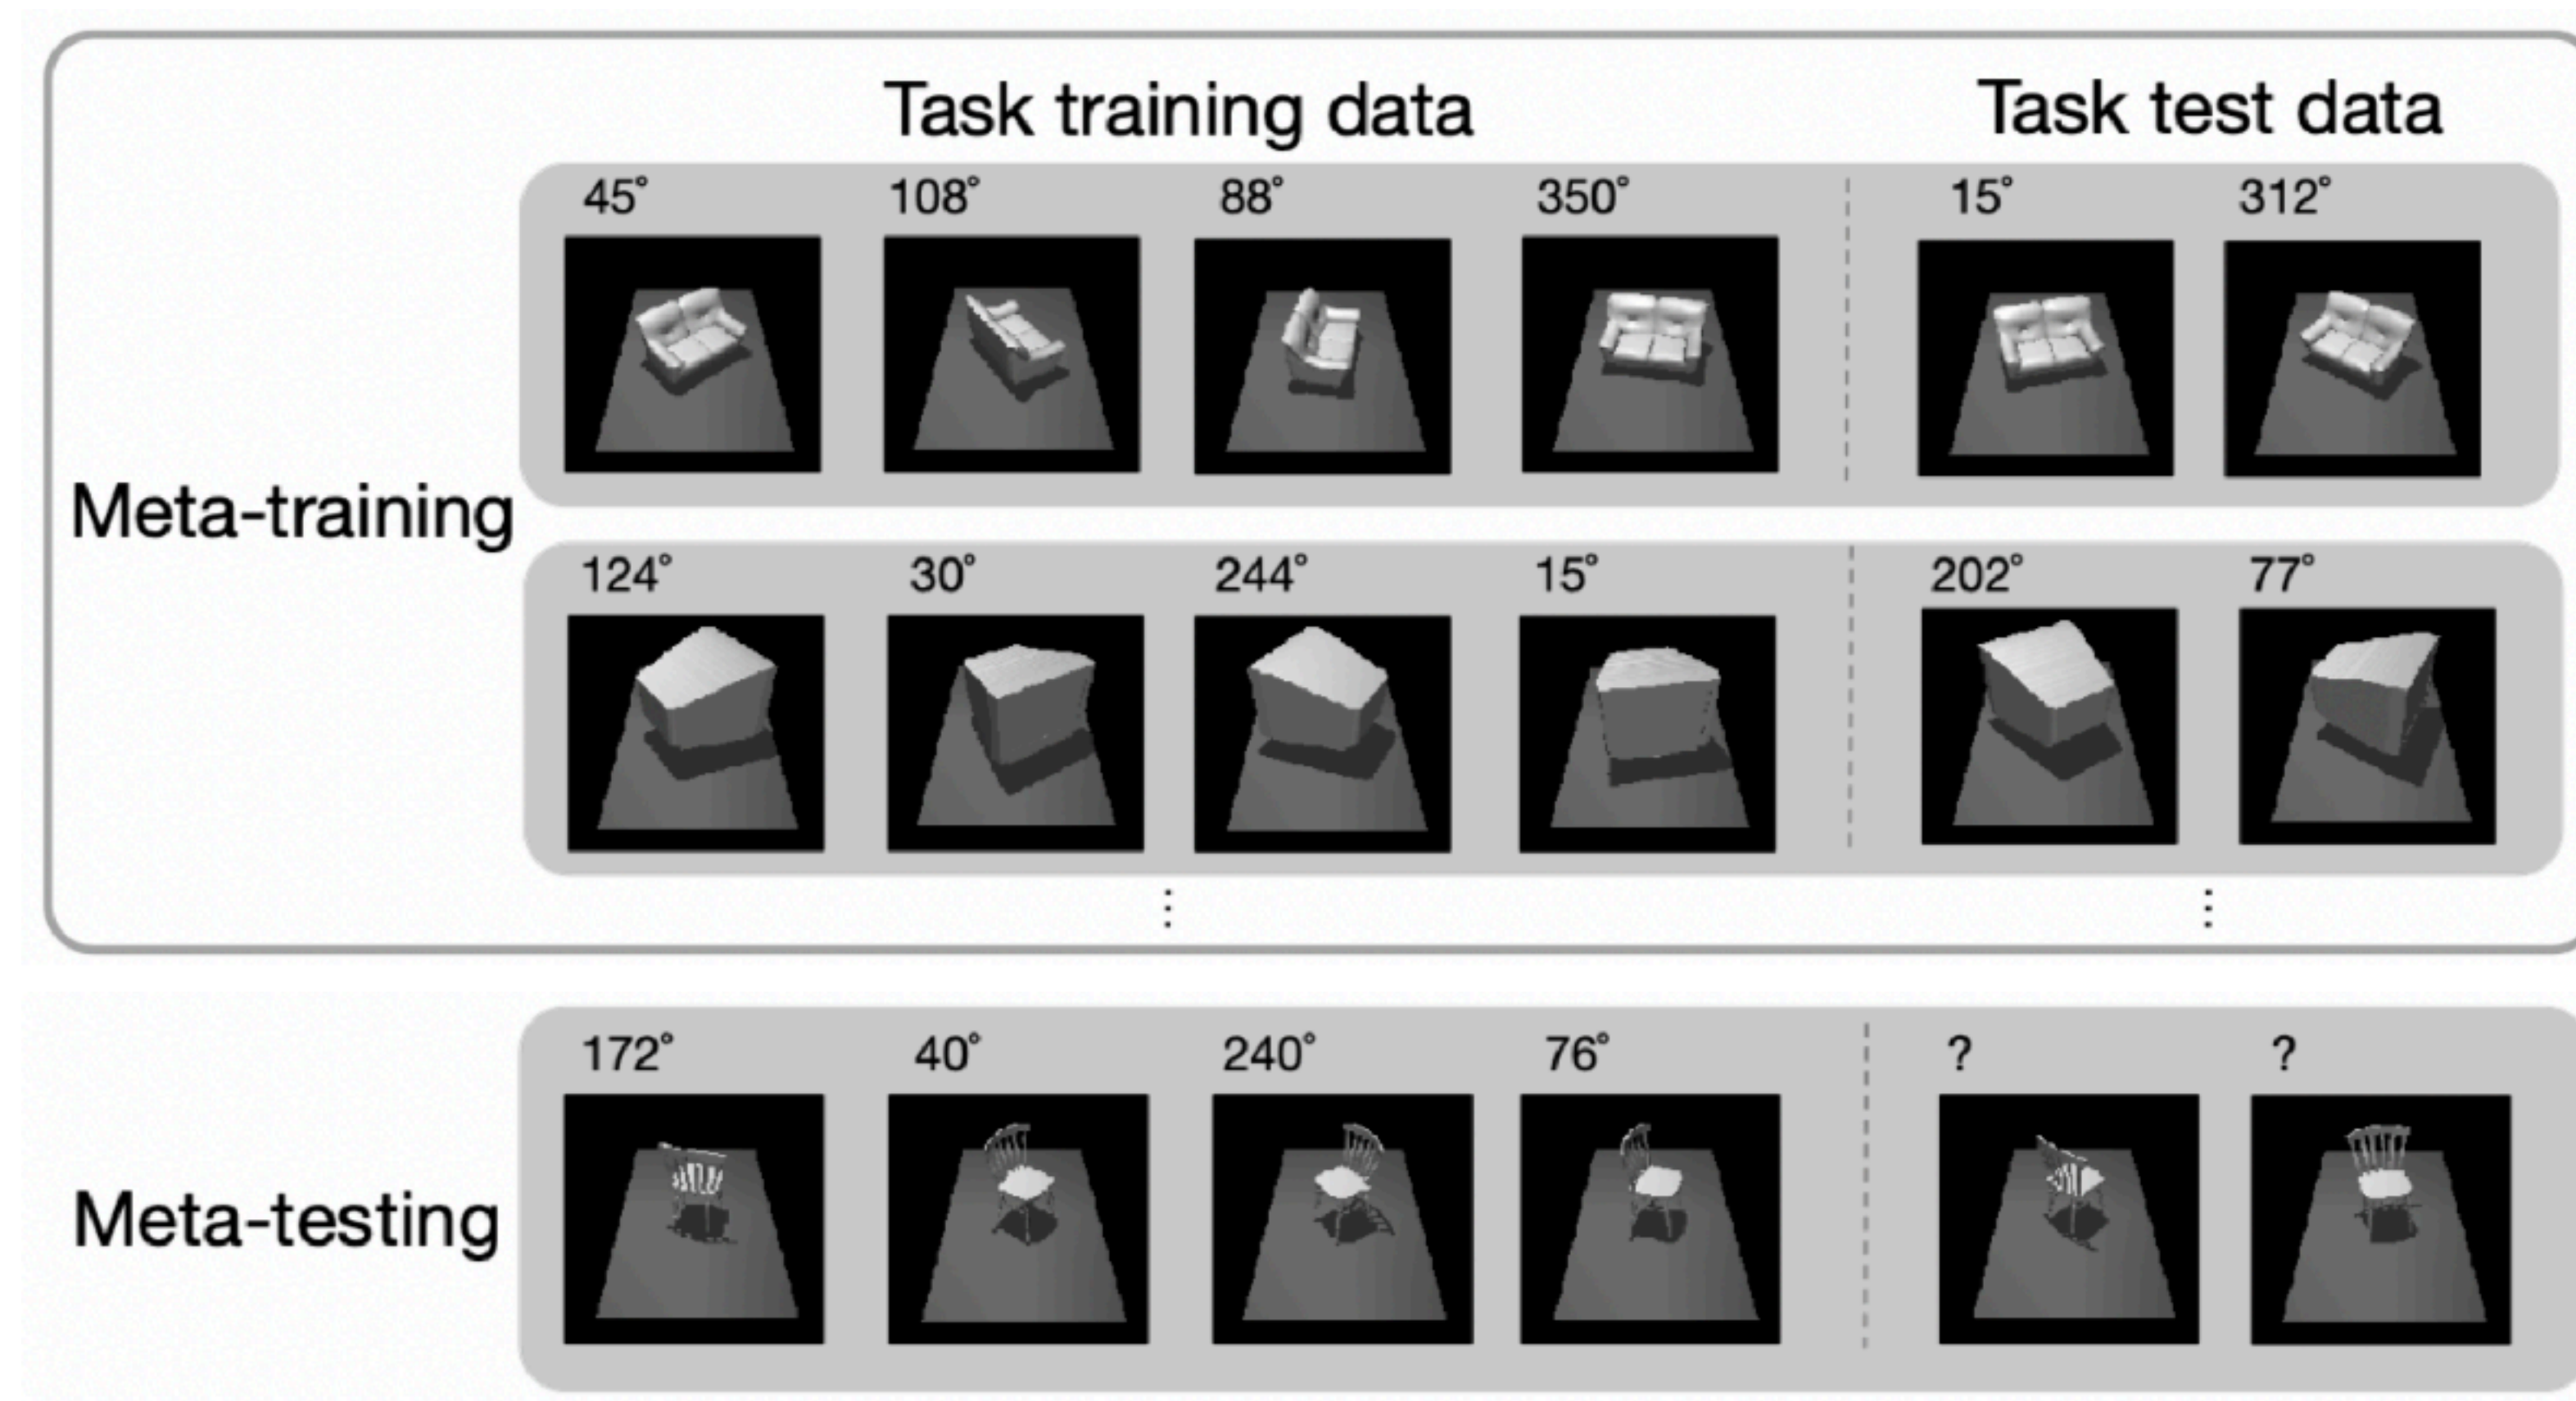 Task training data
Task test data
45° 108° 88° 350° 15° 312°
Meta-training
124° 30° 244° 15° 202° 77°
⋮ ⋮
172° 40° 240° 76° ? ?
Meta-testing